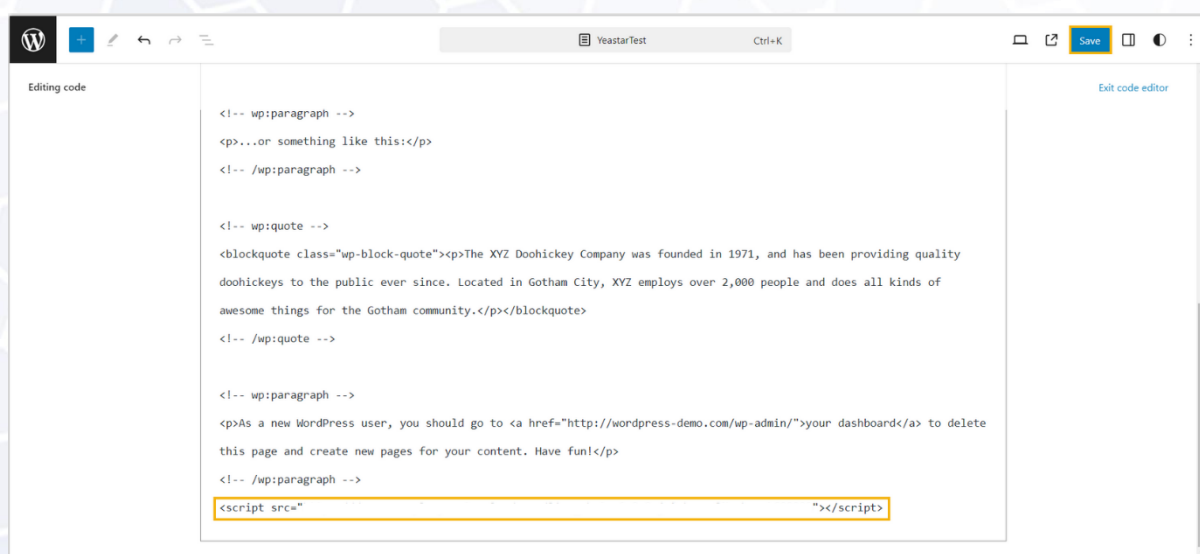 YeastarTest
Ctrl+K
Save
Editing code
Exit code editor
<!-- wp:paragraph -->
<p>...or something like this:</p>
<!-- /wp:paragraph -->
<!-- wp:quote -->
<blockquote class="wp-block-quote"><p>The XYZ Doohickey Company was founded in 1971, and has been providing quality
doohickeys to the public ever since. Located in Gotham City, XYZ employs over 2,000 people and does all kinds of
awesome things for the Gotham community.</p></blockquote>
<!-- /wp:quote -->
<!-- wp:paragraph -->
<p>As a new WordPress user, you should go to <a href="http://wordpress-demo.com/wp-admin/">your dashboard</a> to delete
this page and create new pages for your content. Have fun!</p>
<!-- /wp:paragraph -->
<script src=" "></script>